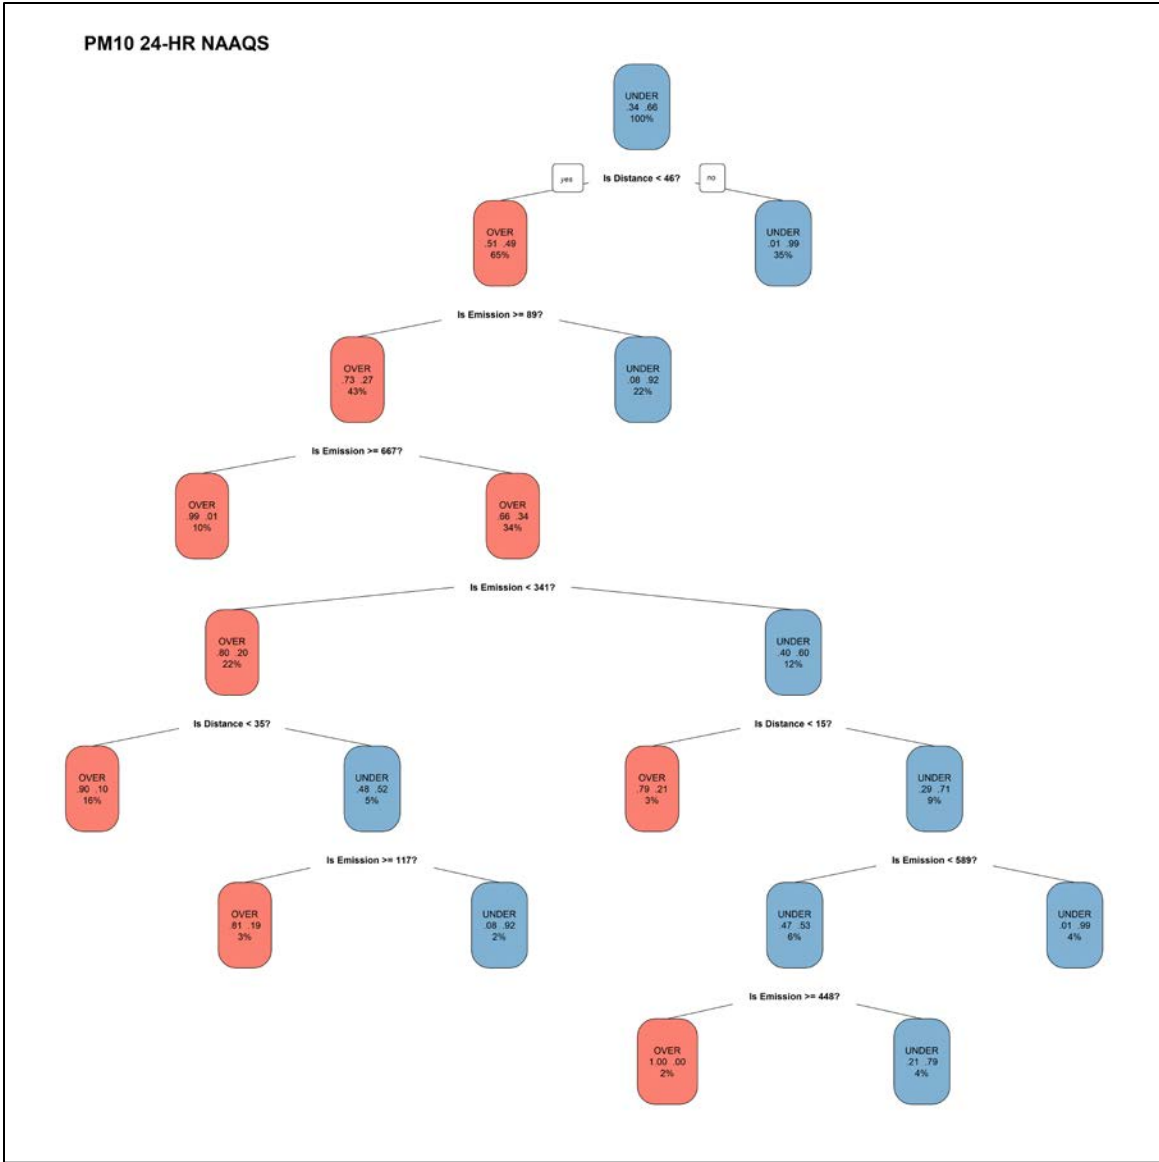 PM10 24-HR NAAQS
UNDER
.34 .66
100%
yes
Is Distance < 46?
no
OVER
.51 .49
65%
UNDER
.01 .99
35%
Is Emission >= 89?
OVER
.73 .27
43%
UNDER
.08 .92
22%
Is Emission >= 667?
OVER
.99 .01
10%
OVER
.66 .34
34%
Is Emission < 341?
OVER
.80 .20
22%
UNDER
.40 .60
12%
Is Distance < 35?
Is Distance < 15?
OVER
.90 .10
16%
UNDER
.48 .52
5%
OVER
.79 .21
3%
UNDER
.29 .71
9%
Is Emission >= 117?
Is Emission < 589?
OVER
.81 .19
3%
UNDER
.08 .92
2%
UNDER
.47 .53
6%
UNDER
.01 .99
4%
Is Emission >= 448?
OVER
1.00 .00
2%
UNDER
.21 .79
4%